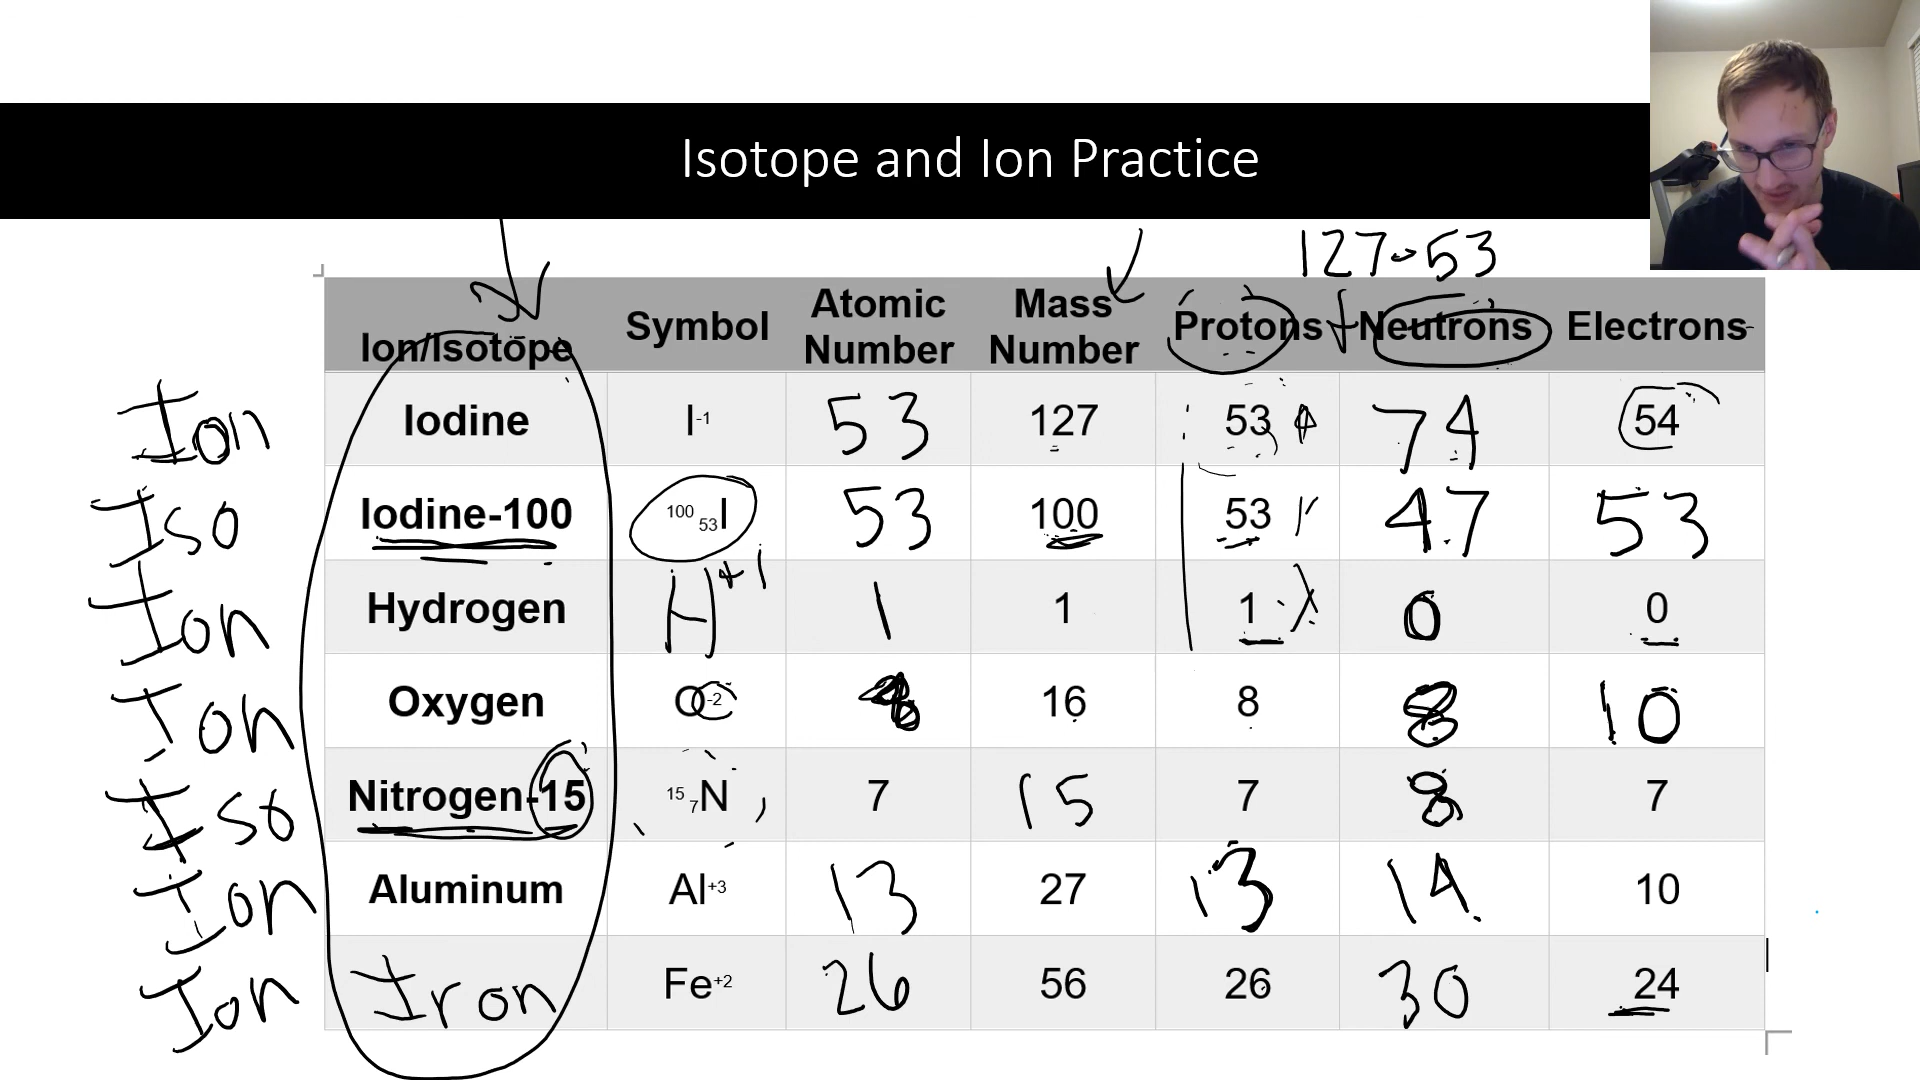 Isotope and Ion Practice
127-53
Ion/Isotope Symbol Atomic Number Mass Number Protons + Neutrons Electrons
Ion Iodine I-1 53 127 53 74 54
Iso Iodine-100 100 53 I 53 100 53 47 53
Ion Hydrogen H+1 1 1 1 0 0
Ion Oxygen O-2 8 16 8 8 10
Iso Nitrogen-15 15 7 N 7 15 7 8 7
Ion Aluminum Al+3 13 27 13 14 10
Ion Iron Fe+2 26 56 26 30 24